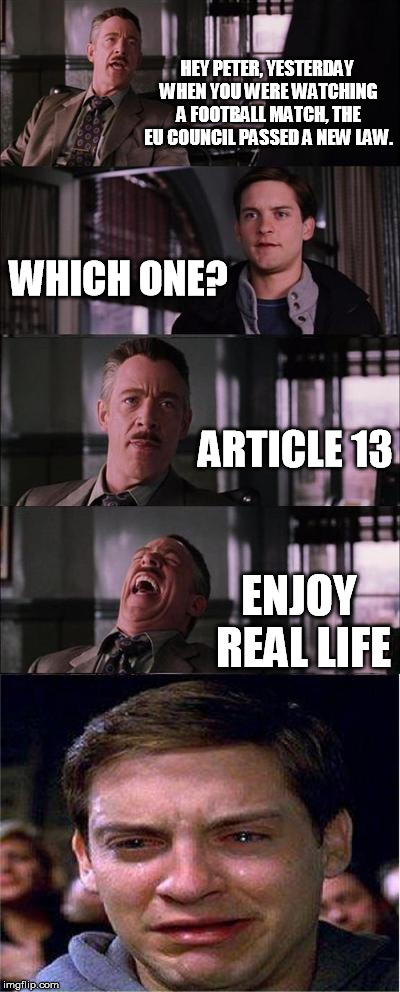 HEY PETER, YESTERDAY
WHEN YOU WERE WATCHING
A FOOTBALL MATCH, THE
EU COUNCIL PASSED A NEW LAW.
WHICH ONE?
ARTICLE 13
ENJOY
REAL LIFE
imgflip.com